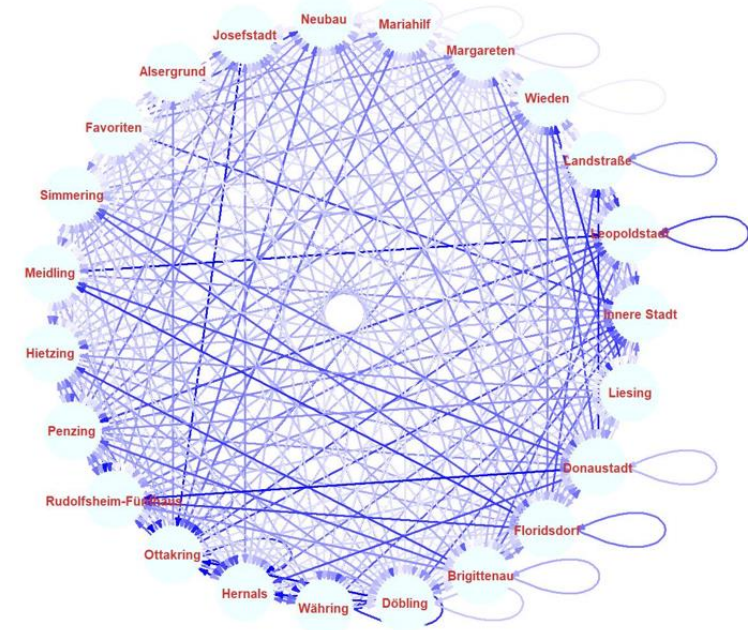 Neubau
Mariahilf
Josefstadt
Margareten
Alsergrund
Wieden
Favoriten
Landstraße
Simmering
Leopoldstadt
Meidling
Innere Stadt
Hietzing
Liesing
Penzing
Donaustadt
Rudolfsheim-Fünfhaus
Floridsdorf
Ottakring
Brigittenau
Hernals
Währing
Döbling